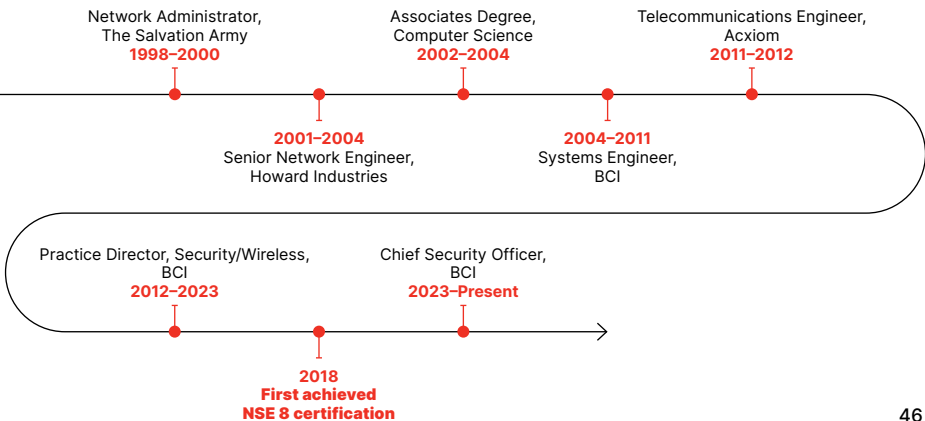 Network Administrator,
The Salvation Army
1998–2000
2001–2004
Senior Network Engineer,
Howard Industries
Associates Degree,
Computer Science
2002–2004
2004–2011
Systems Engineer,
BCI
Telecommunications Engineer,
Acxiom
2011–2012
Practice Director, Security/Wireless,
BCI
2012–2023
2018
First achieved
NSE 8 certification
Chief Security Officer,
BCI
2023–Present
46